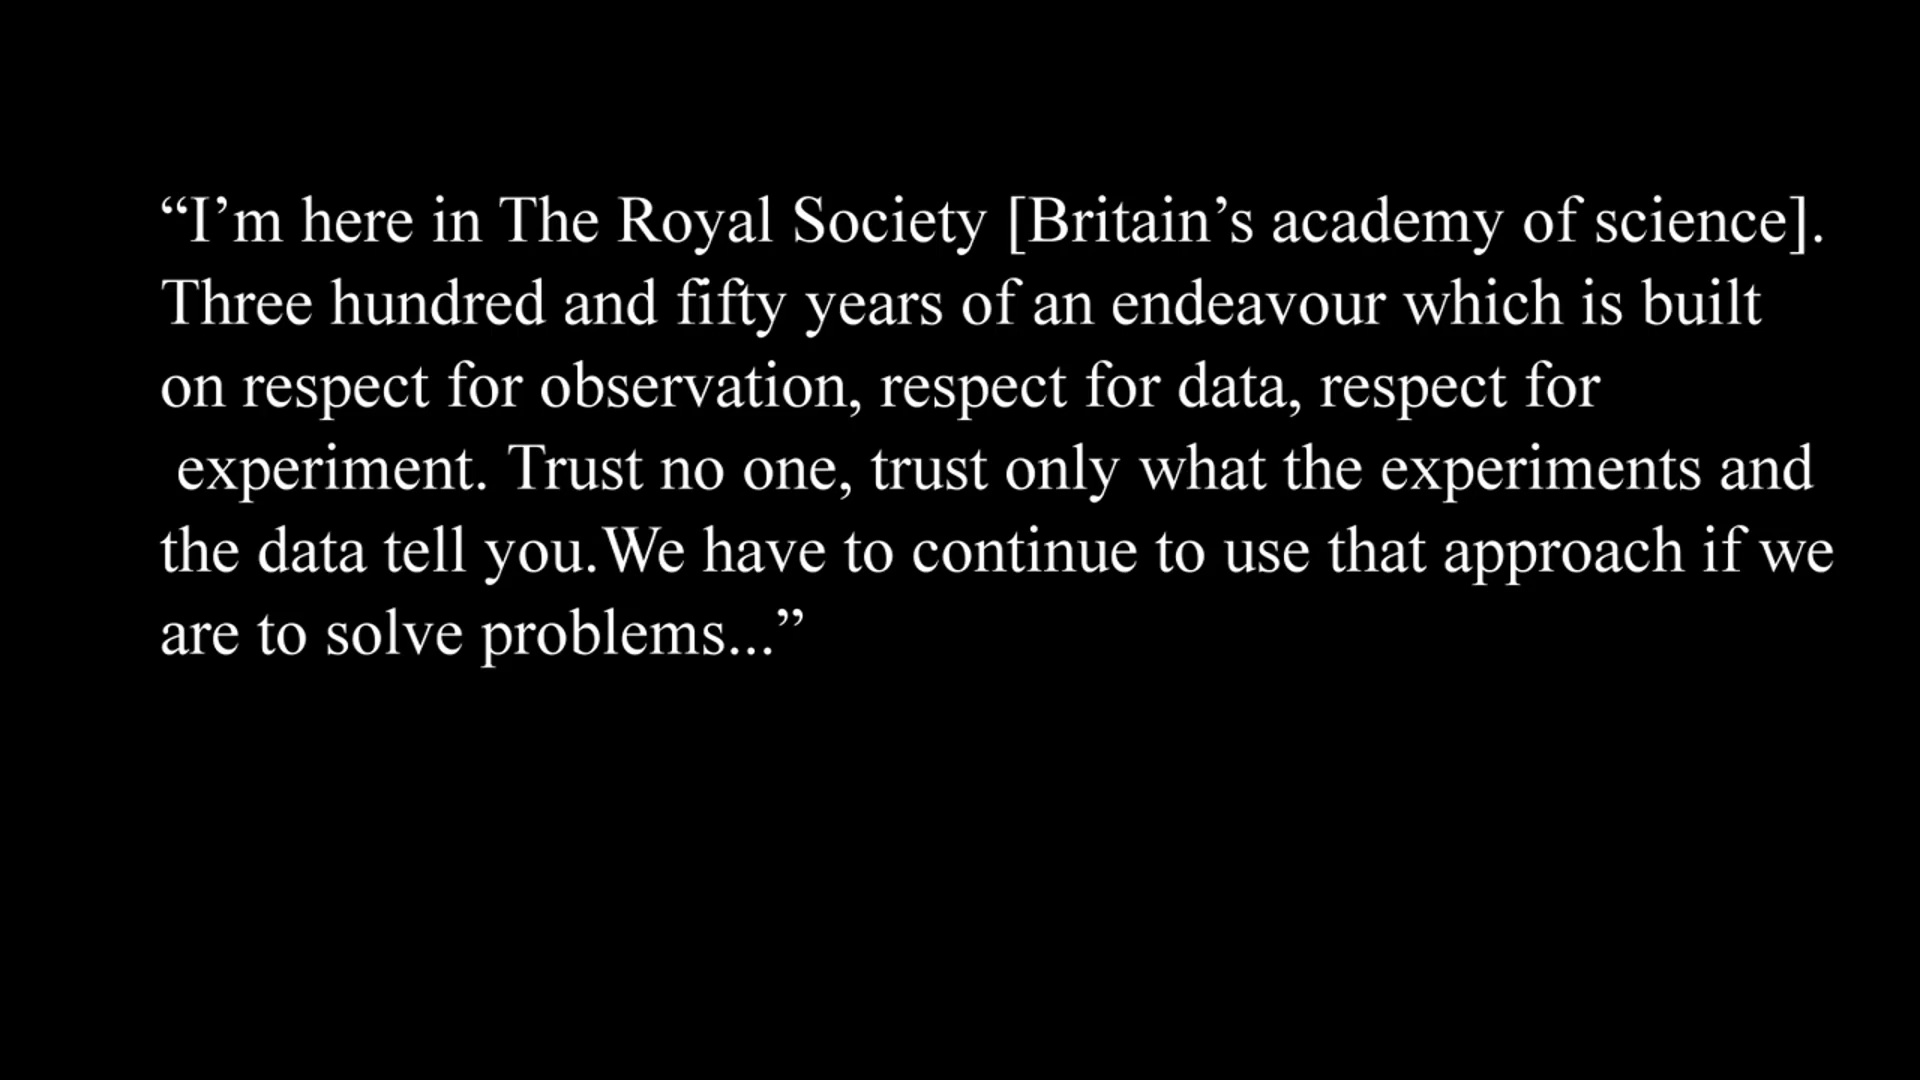 “I’m here in The Royal Society [Britain’s academy of science].
Three hundred and fifty years of an endeavour which is built
on respect for observation, respect for data, respect for
experiment. Trust no one, trust only what the experiments and
the data tell you.We have to continue to use that approach if we
are to solve problems...”